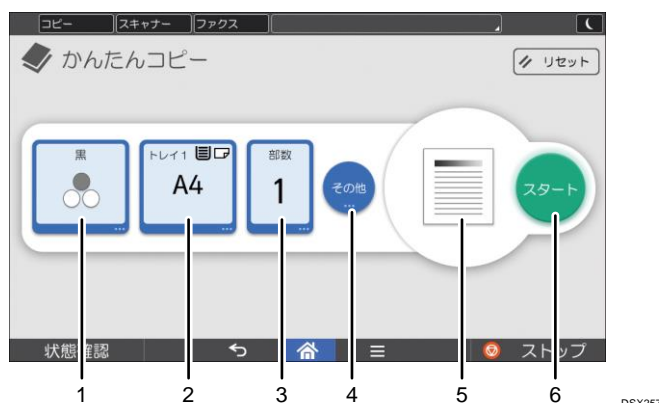 コピー スキャナー ファクス
かんたんコピー
リセット
黒 トレイ1 部数
A4 1 その他 スタート
状態確認 ストップ
1 2 3 4 5 6